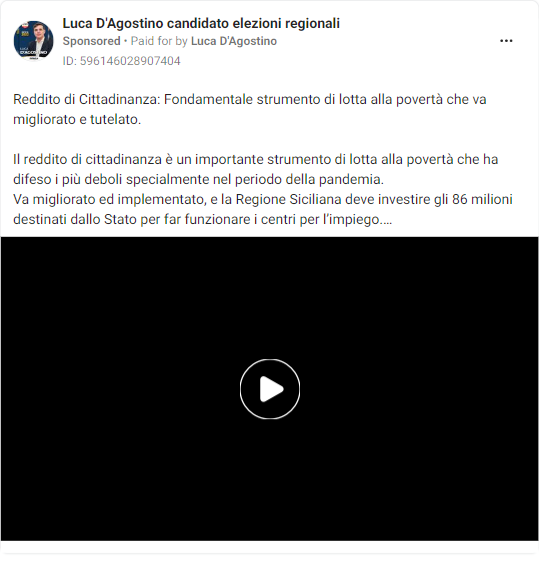 Luca D'Agostino candidato elezioni regionali
Sponsored • Paid for by Luca D'Agostino
ID: 596146028907404
Reddito di Cittadinanza: Fondamentale strumento di lotta alla povertà che va
migliorato e tutelato.
Il reddito di cittadinanza è un importante strumento di lotta alla povertà che ha
difeso i più deboli specialmente nel periodo della pandemia.
Va migliorato ed implementato, e la Regione Siciliana deve investire gli 86 milioni
destinati dallo Stato per far funzionare i centri per l'impiego....